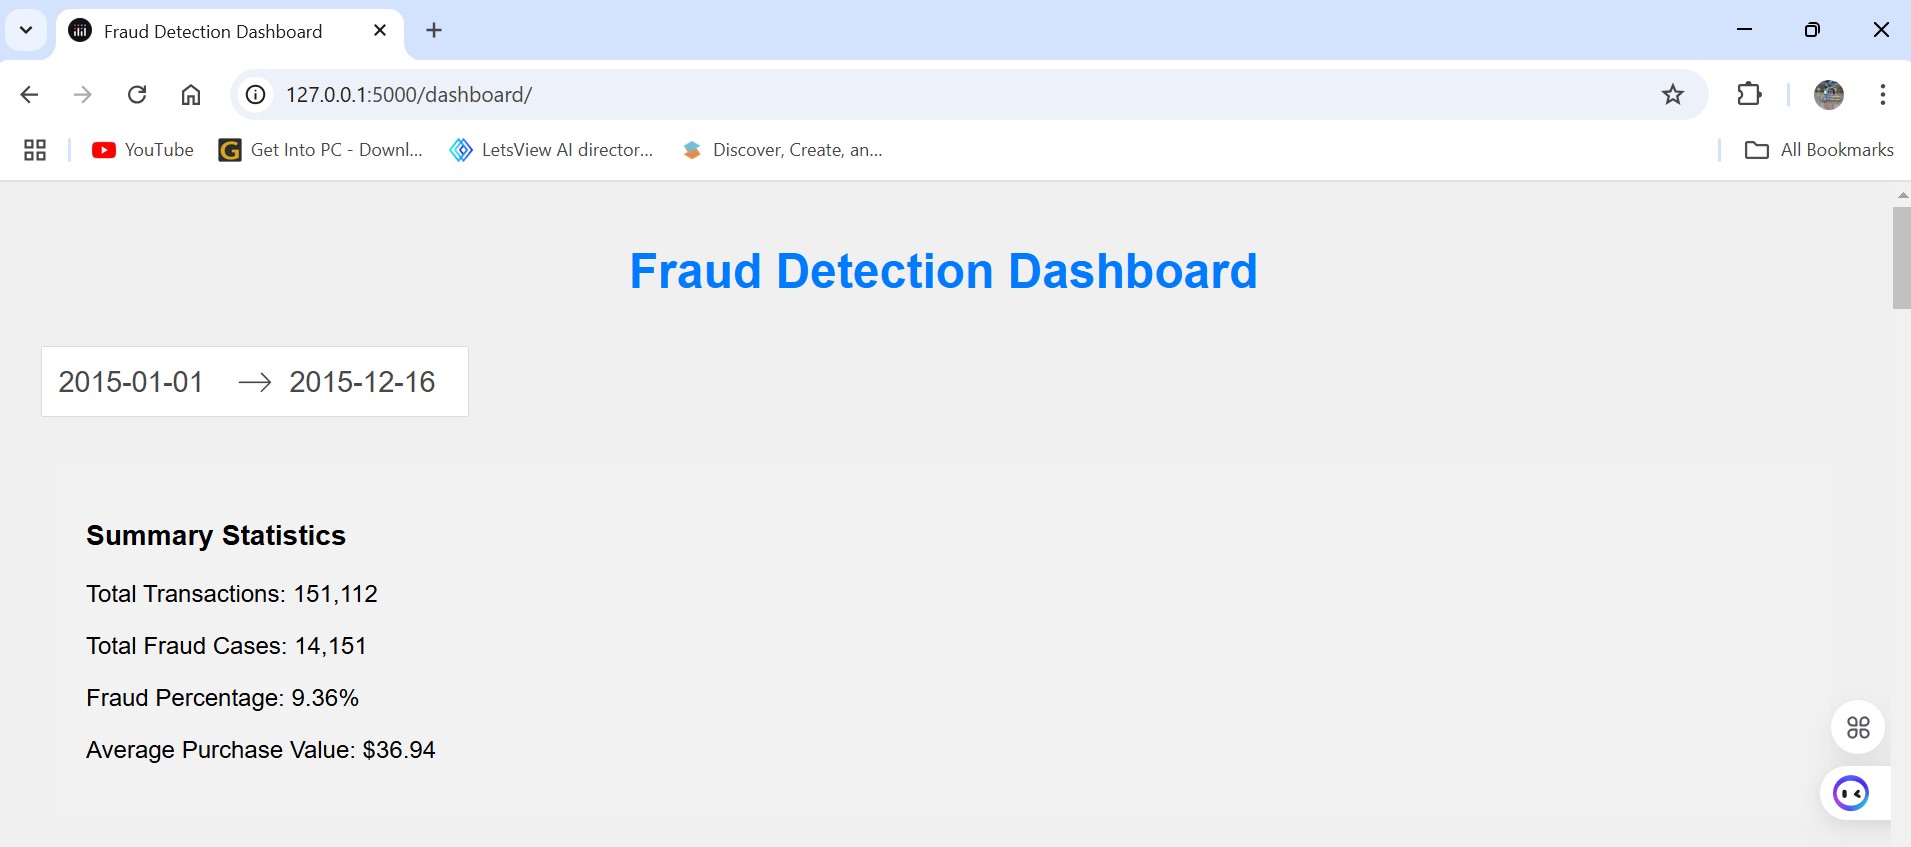 Fraud Detection Dashboard
127.0.0.1:5000/dashboard/
YouTube
G Get Into PC - Downl...
LetsView AI director...
Discover, Create, an...
All Bookmarks
Fraud Detection Dashboard
2015-01-01 → 2015-12-16
Summary Statistics
Total Transactions: 151,112
Total Fraud Cases: 14,151
Fraud Percentage: 9.36%
Average Purchase Value: $36.94